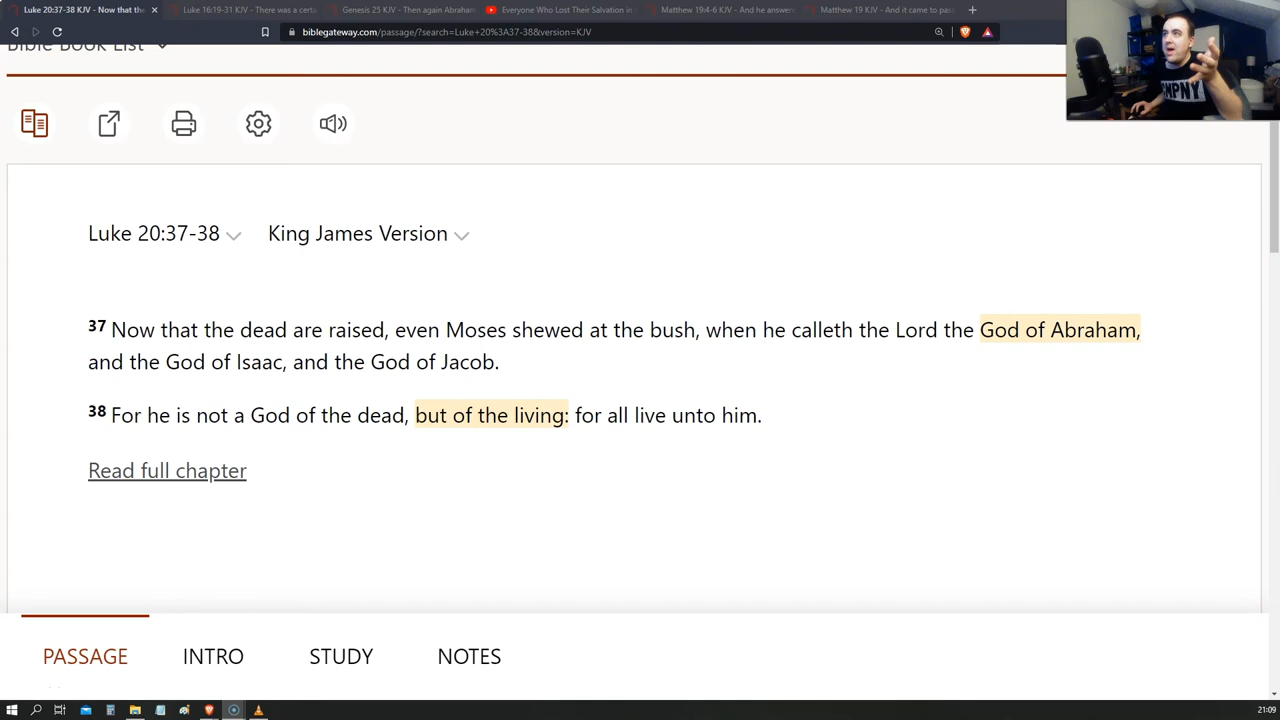 Luke 20:37-38 KJV - Now that the
Luke 16:19-31 KJV - There was a certa
Genesis 25 KJV - Then again Abraham
Everyone Who Lost Their Salvation in
Matthew 19:4-6 KJV - And he answere
Matthew 19 KJV - And it came to pas
biblegateway.com/passage/?search=Luke+20%3A37-38&version=KJV
Bible Book List
Luke 20:37-38 King James Version
37 Now that the dead are raised, even Moses shewed at the bush, when he calleth the Lord the God of Abraham,
and the God of Isaac, and the God of Jacob.
38 For he is not a God of the dead, but of the living: for all live unto him.
Read full chapter
PASSAGE INTRO STUDY NOTES
21:09